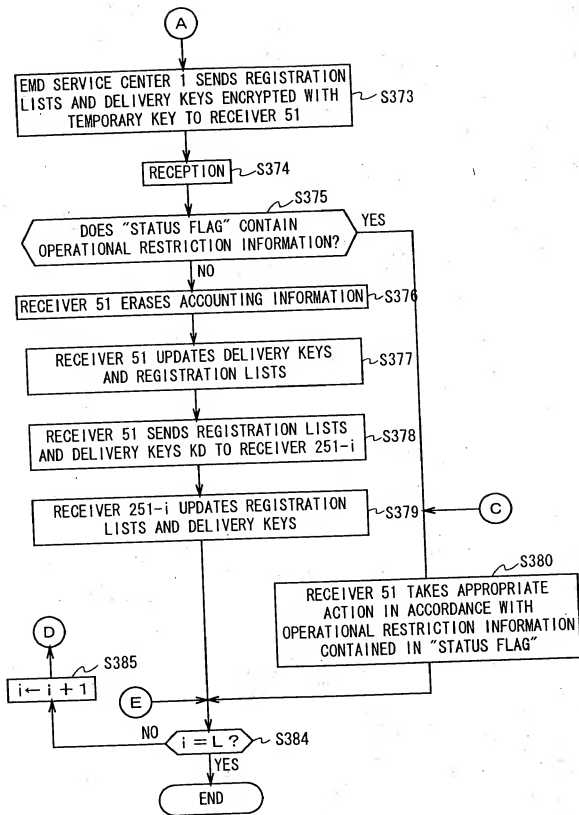 A
EMD SERVICE CENTER 1 SENDS REGISTRATION
LISTS AND DELIVERY KEYS ENCRYPTED WITH
TEMPORARY KEY TO RECEIVER 51
S373
RECEPTION
S374
S375
DOES "STATUS FLAG" CONTAIN
OPERATIONAL RESTRICTION INFORMATION?
YES
NO
RECEIVER 51 ERASES ACCOUNTING INFORMATION
S376
RECEIVER 51 UPDATES DELIVERY KEYS
AND REGISTRATION LISTS
S377
RECEIVER 51 SENDS REGISTRATION LISTS
AND DELIVERY KEYS KD TO RECEIVER 251-i
S378
RECEIVER 251-i UPDATES REGISTRATION
LISTS AND DELIVERY KEYS
S379
C
S380
RECEIVER 51 TAKES APPROPRIATE
ACTION IN ACCORDANCE WITH
OPERATIONAL RESTRICTION INFORMATION
CONTAINED IN "STATUS FLAG"
D
S385
i ← i + 1
E
NO
i = L ?
S384
YES
END